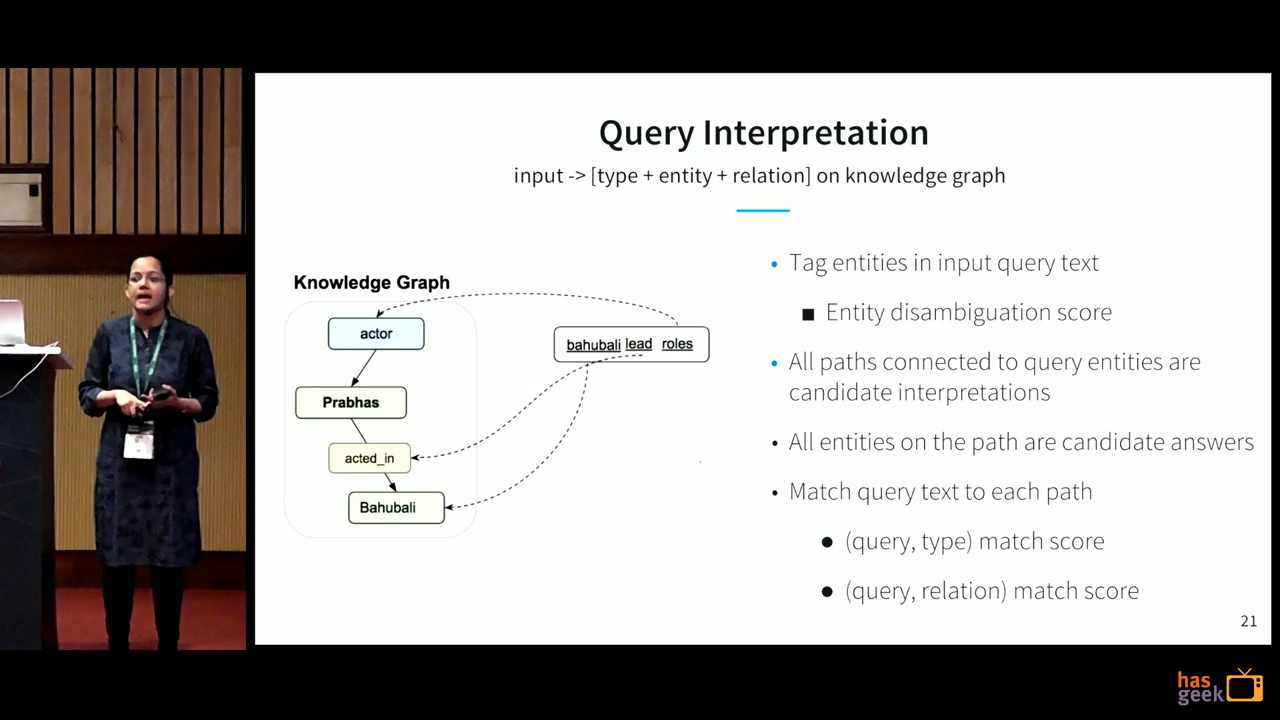 Query Interpretation
input -> [type + entity + relation] on knowledge graph
Knowledge Graph
actor
Prabhas
acted_in
Bahubali
bahubali lead roles
• Tag entities in input query text
■ Entity disambiguation score
• All paths connected to query entities are
candidate interpretations
• All entities on the path are candidate answers
• Match query text to each path
● (query, type) match score
● (query, relation) match score
21
has
geek